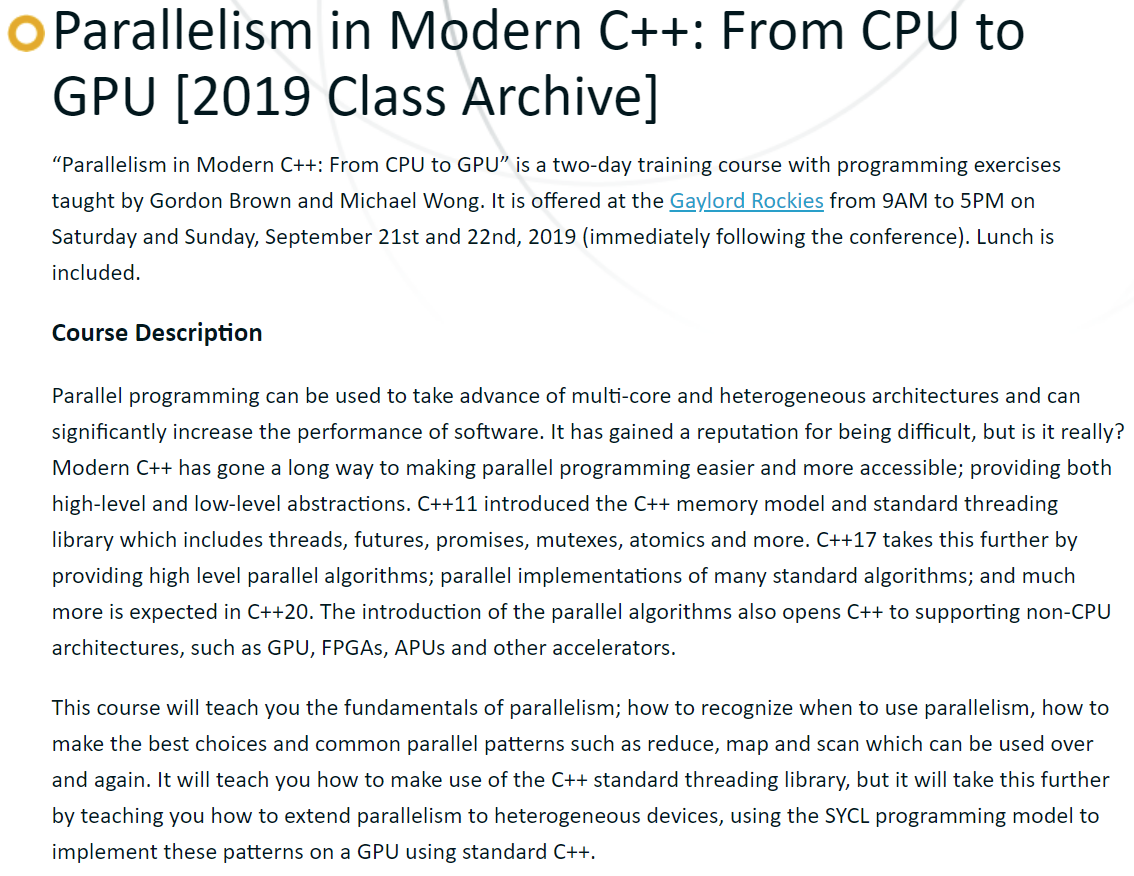 Parallelism in Modern C++: From CPU to
GPU [2019 Class Archive]
“Parallelism in Modern C++: From CPU to GPU” is a two-day training course with programming exercises
taught by Gordon Brown and Michael Wong. It is offered at the Gaylord Rockies from 9AM to 5PM on
Saturday and Sunday, September 21st and 22nd, 2019 (immediately following the conference). Lunch is
included.
Course Description
Parallel programming can be used to take advance of multi-core and heterogeneous architectures and can
significantly increase the performance of software. It has gained a reputation for being difficult, but is it really?
Modern C++ has gone a long way to making parallel programming easier and more accessible; providing both
high-level and low-level abstractions. C++11 introduced the C++ memory model and standard threading
library which includes threads, futures, promises, mutexes, atomics and more. C++17 takes this further by
providing high level parallel algorithms; parallel implementations of many standard algorithms; and much
more is expected in C++20. The introduction of the parallel algorithms also opens C++ to supporting non-CPU
architectures, such as GPU, FPGAs, APUs and other accelerators.
This course will teach you the fundamentals of parallelism; how to recognize when to use parallelism, how to
make the best choices and common parallel patterns such as reduce, map and scan which can be used over
and again. It will teach you how to make use of the C++ standard threading library, but it will take this further
by teaching you how to extend parallelism to heterogeneous devices, using the SYCL programming model to
implement these patterns on a GPU using standard C++.